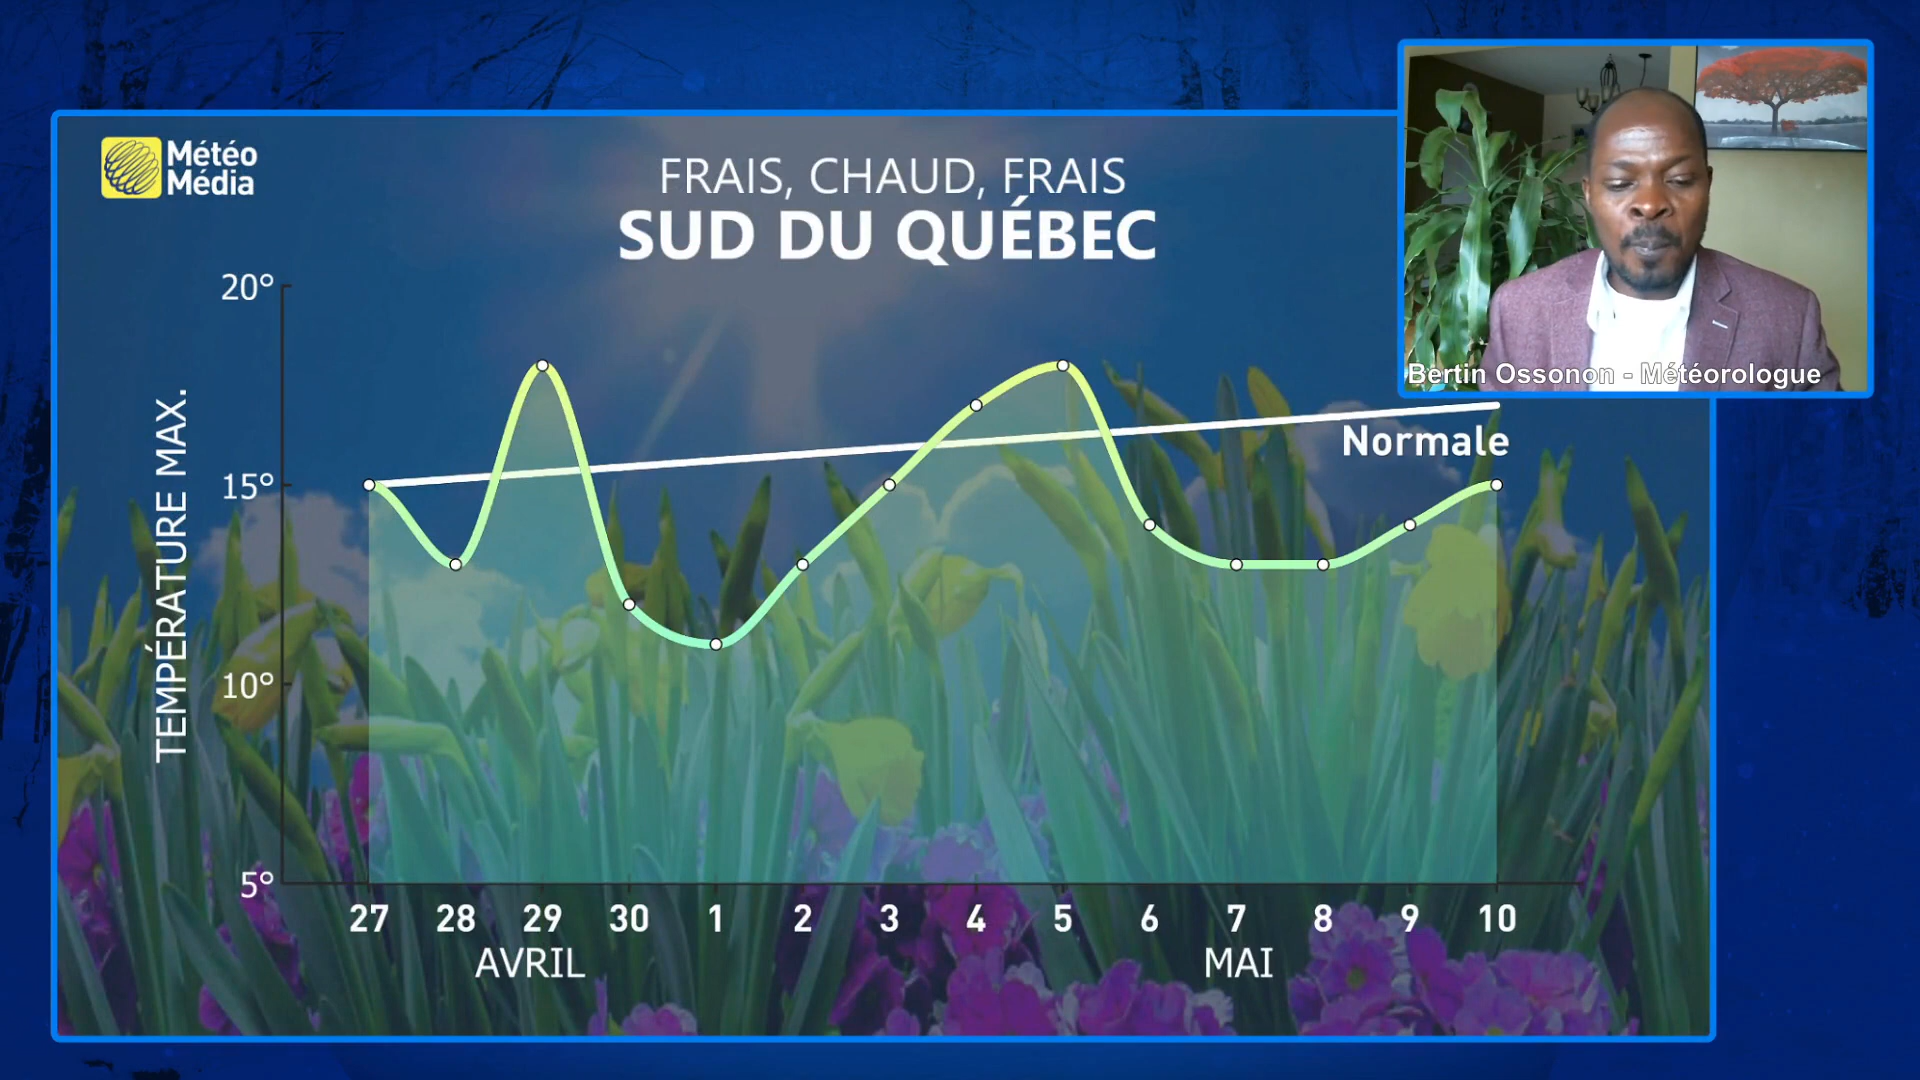 Météo
Média
FRAIS, CHAUD, FRAIS
SUD DU QUÉBEC
Bertin Ossonon - Météorologue
TEMPÉRATURE MAX.
20°
15°
10°
5°
Normale
27 28 29 30 1 2 3 4 5 6 7 8 9 10
AVRIL MAI